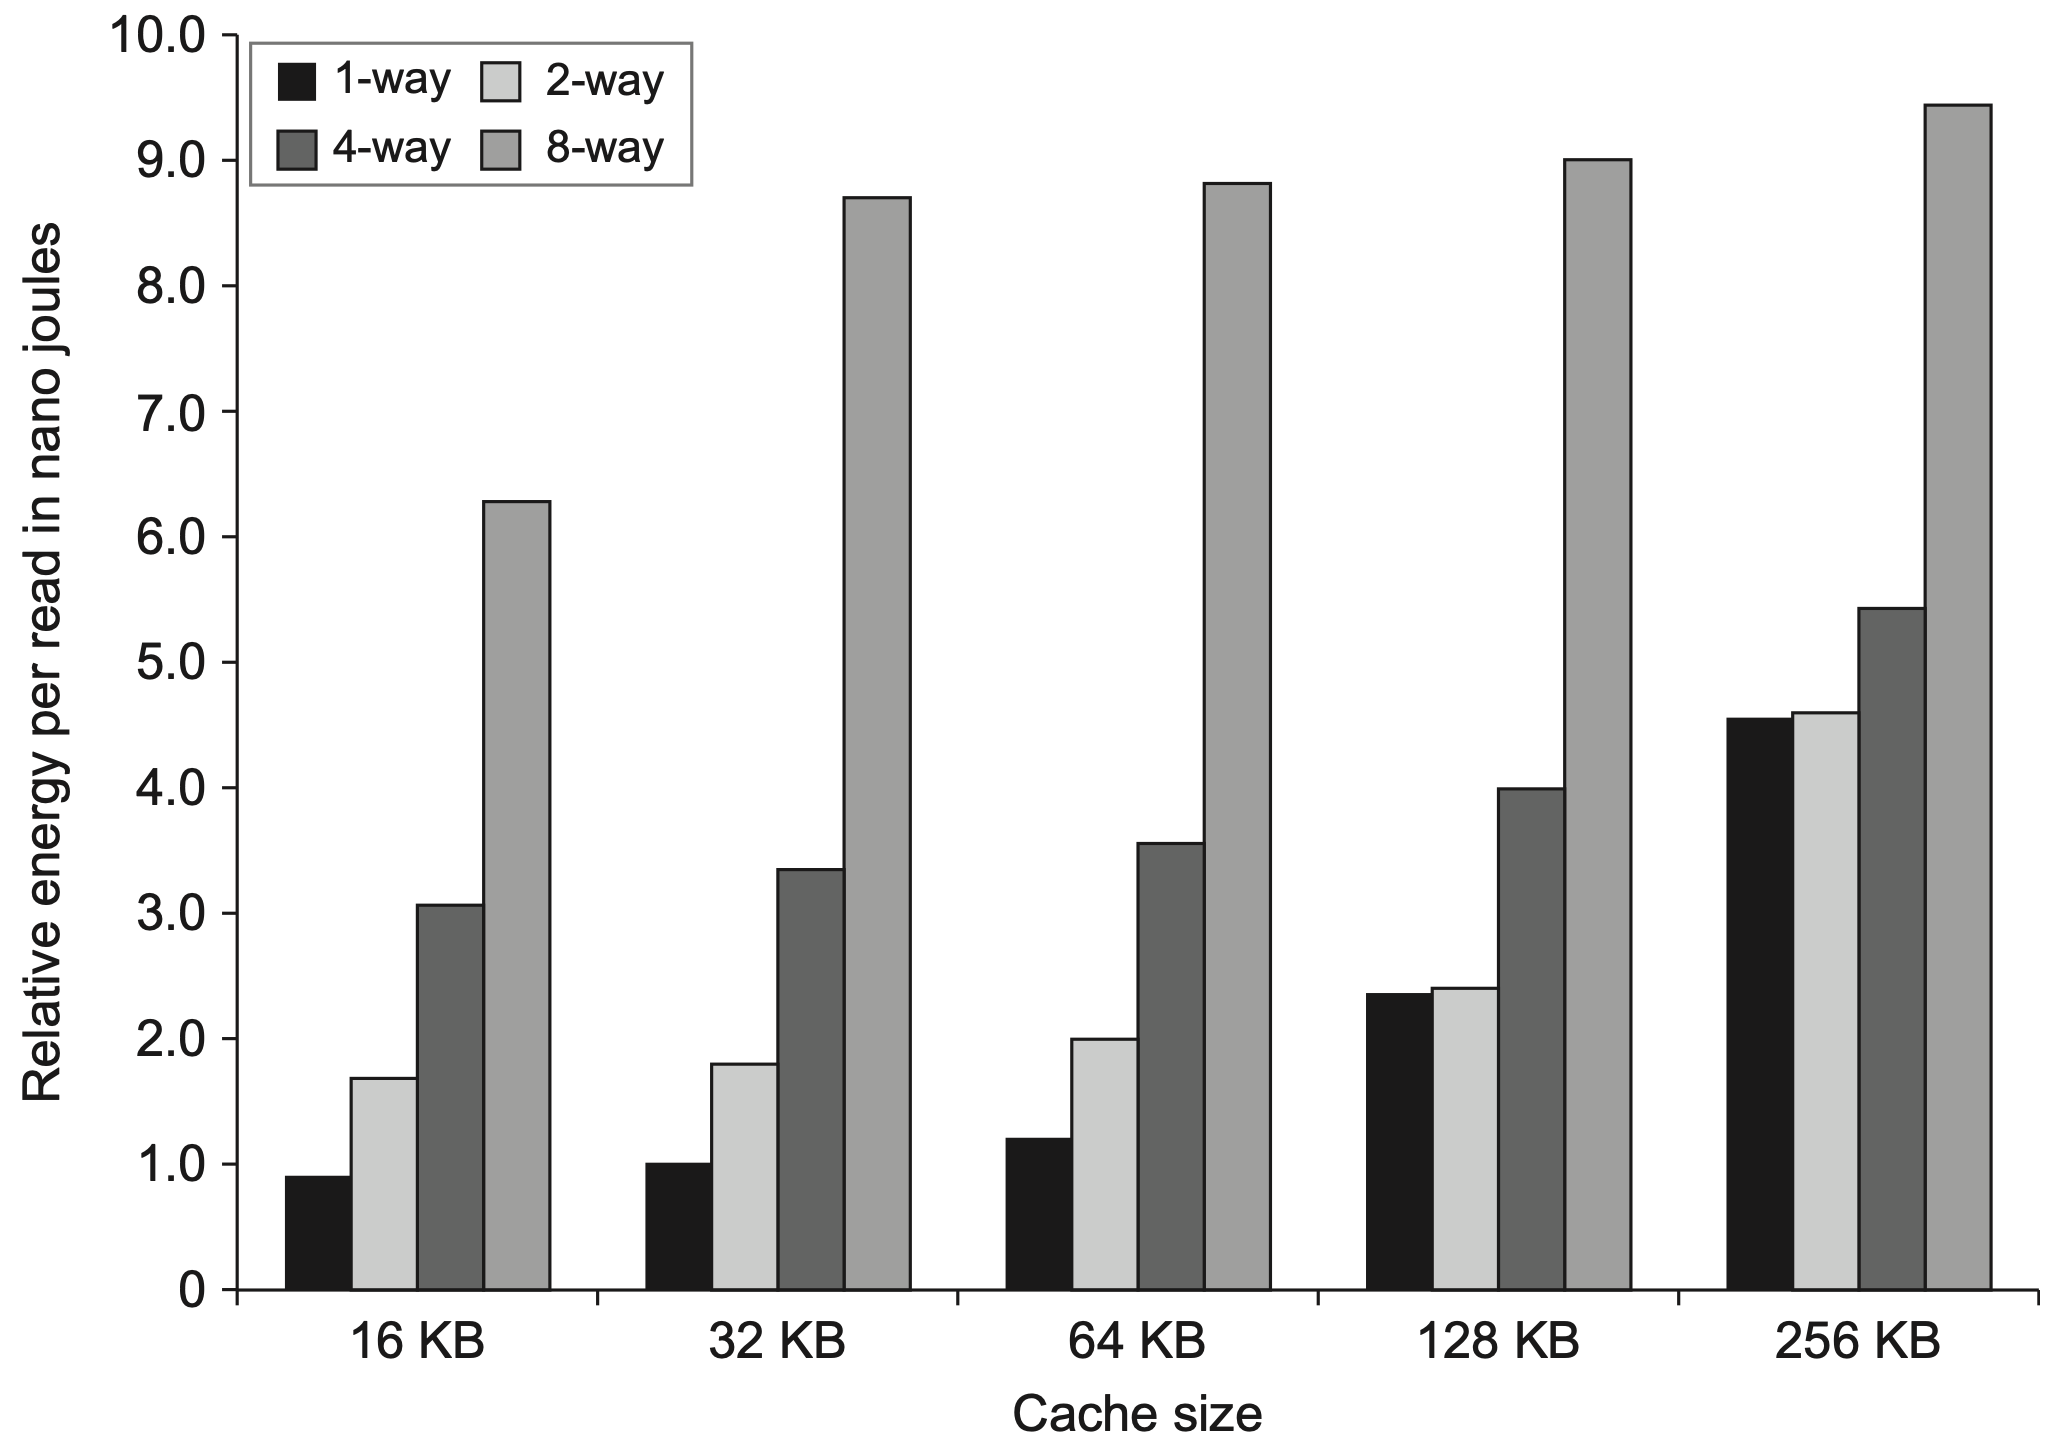 10.0
9.0
8.0
7.0
6.0
5.0
4.0
3.0
2.0
1.0
0
Relative energy per read in nano joules
1-way 2-way
4-way 8-way
16 KB 32 KB 64 KB 128 KB 256 KB
Cache size